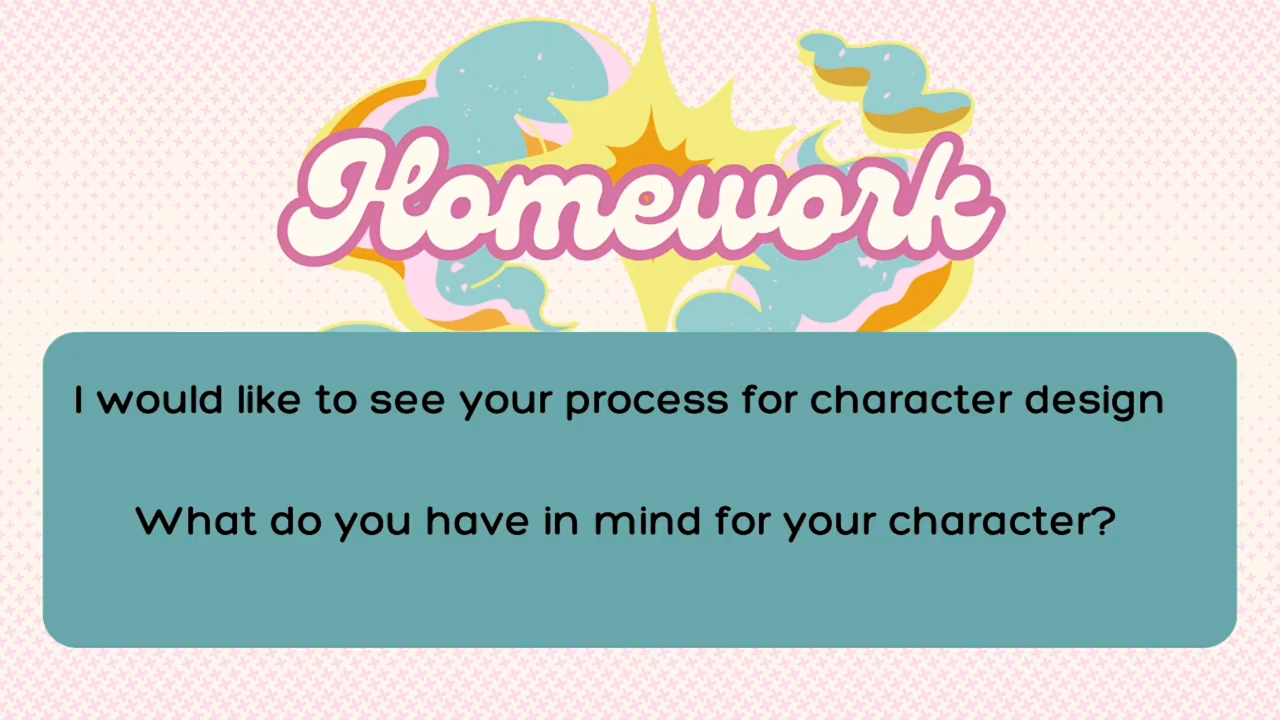 Homework
I would like to see your process for character design
What do you have in mind for your character?